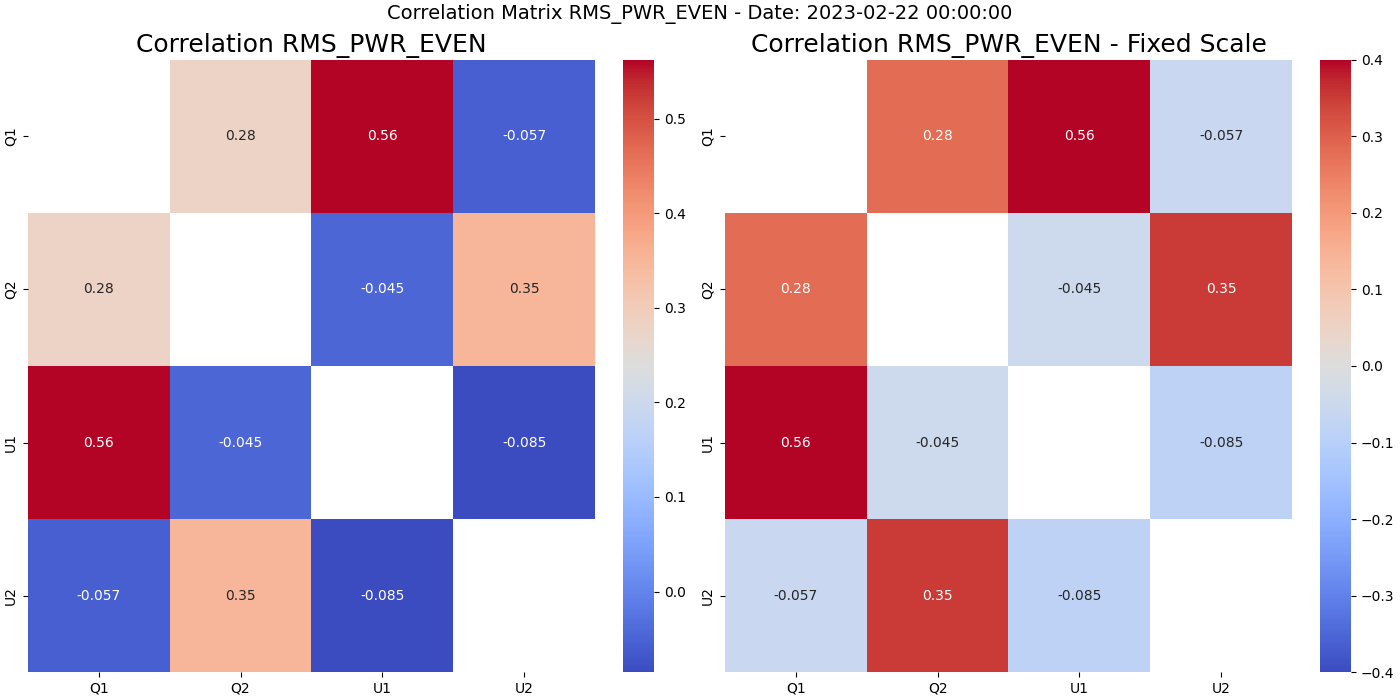 Correlation Matrix RMS_PWR_EVEN - Date: 2023-02-22 00:00:00
Correlation RMS_PWR_EVEN
Q1
0.28
0.56
-0.057
Q2
0.28
-0.045
0.35
U1
0.56
-0.045
-0.085
U2
-0.057
0.35
-0.085
Q1
Q2
U1
U2
0.5
0.4
0.3
0.2
0.1
0.0
Correlation RMS_PWR_EVEN - Fixed Scale
Q1
0.28
0.56
-0.057
Q2
0.28
-0.045
0.35
U1
0.56
-0.045
-0.085
U2
-0.057
0.35
-0.085
Q1
Q2
U1
U2
0.4
0.3
0.2
0.1
0.0
−0.1
−0.2
−0.3
−0.4